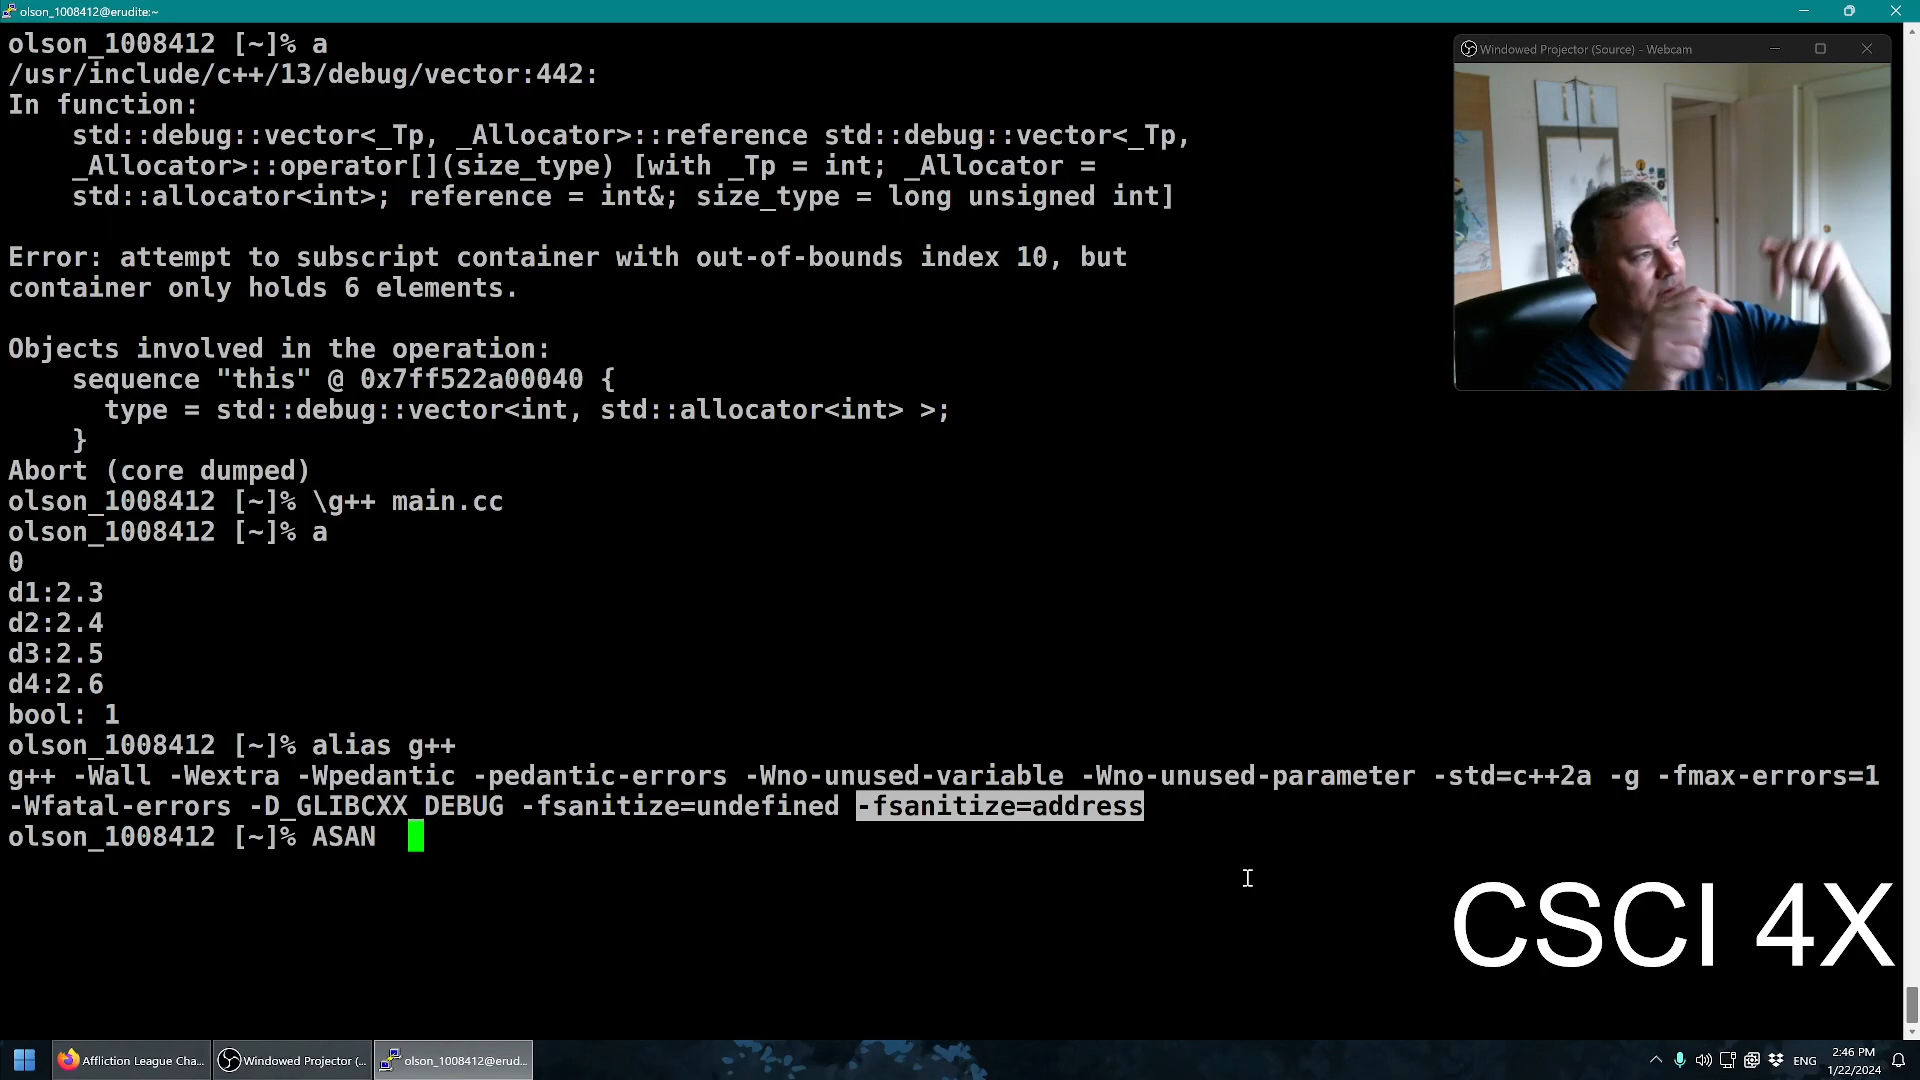 olson_1008412@erudite:~
olson_1008412 [~]% a
/usr/include/c++/13/debug/vector:442:
In function:
std::debug::vector<_Tp, _Allocator>::reference std::debug::vector<_Tp,
_Allocator>::operator[](size_type) [with _Tp = int; _Allocator =
std::allocator<int>; reference = int&; size_type = long unsigned int]
Error: attempt to subscript container with out-of-bounds index 10, but
container only holds 6 elements.
Objects involved in the operation:
sequence "this" @ 0x7ff522a00040 {
type = std::debug::vector<int, std::allocator<int> >;
}
Abort (core dumped)
olson_1008412 [~]% \g++ main.cc
olson_1008412 [~]% a
0
d1:2.3
d2:2.4
d3:2.5
d4:2.6
bool: 1
olson_1008412 [~]% alias g++
g++ -Wall -Wextra -Wpedantic -pedantic-errors -Wno-unused-variable -Wno-unused-parameter -std=c++2a -g -fmax-errors=1
-Wfatal-errors -D_GLIBCXX_DEBUG -fsanitize=undefined -fsanitize=address
olson_1008412 [~]% ASAN
Windowed Projector (Source) - Webcam
CSCI 4X
Affliction League Cha...
Windowed Projector (...
olson_1008412@erud...
ENG
2:46 PM
1/22/2024